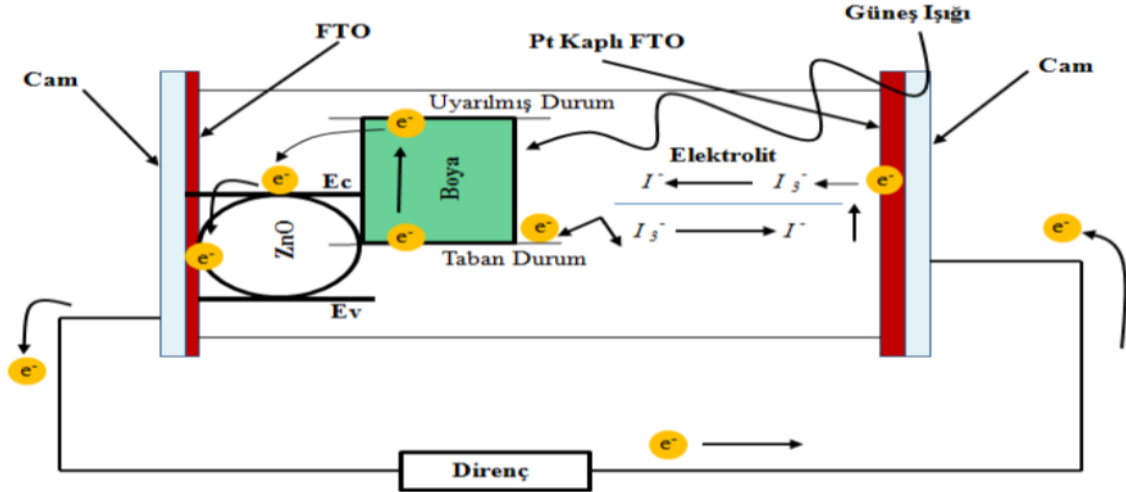 Güneş Işığı
FTO
Pt Kaplı FTO
Cam
Cam
Uyarılmış Durum
e-
Elektrolit
e-
Ec
Boya
I- I3- e-
ZnO
e-
e-
I3- I-
e-
e-
Taban Durum
Ev
e-
e-
Direnç